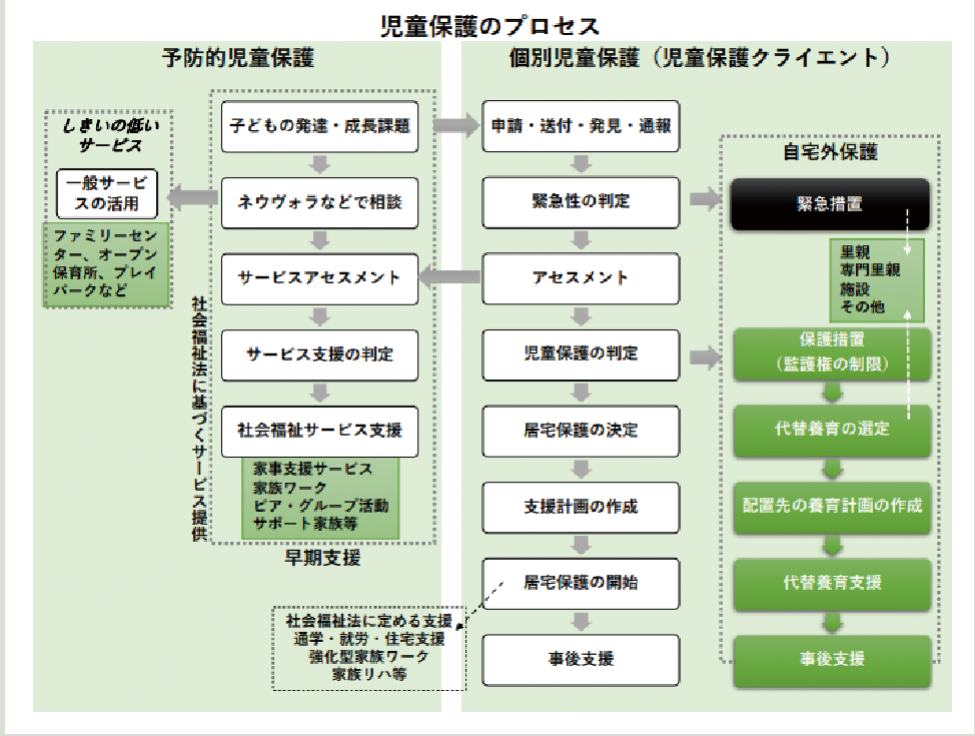 児童保護のプロセス
予防的児童保護
しきいの低い
サービス
一般サービ
スの活用
ファミリーセン
ター、オープン
保育所、プレイ
パークなど
社会福祉法に基づくサービス提供
子どもの発達・成長課題
ネウヴォラなどで相談
サービスアセスメント
サービス支援の判定
社会福祉サービス支援
家事支援サービス
家族ワーク
ピア・グループ活動
サポート家族等
早期支援
個別児童保護（児童保護クライエント）
申請・送付・発見・通報
緊急性の判定
アセスメント
児童保護の判定
居宅保護の決定
支援計画の作成
居宅保護の開始
事後支援
社会福祉法に定める支援
通学・就労・住宅支援
強化型家族ワーク
家族リハ等
自宅外保護
緊急措置
里親
専門里親
施設
その他
保護措置
（監護権の制限）
代替養育の選定
配置先の養育計画の作成
代替養育支援
事後支援